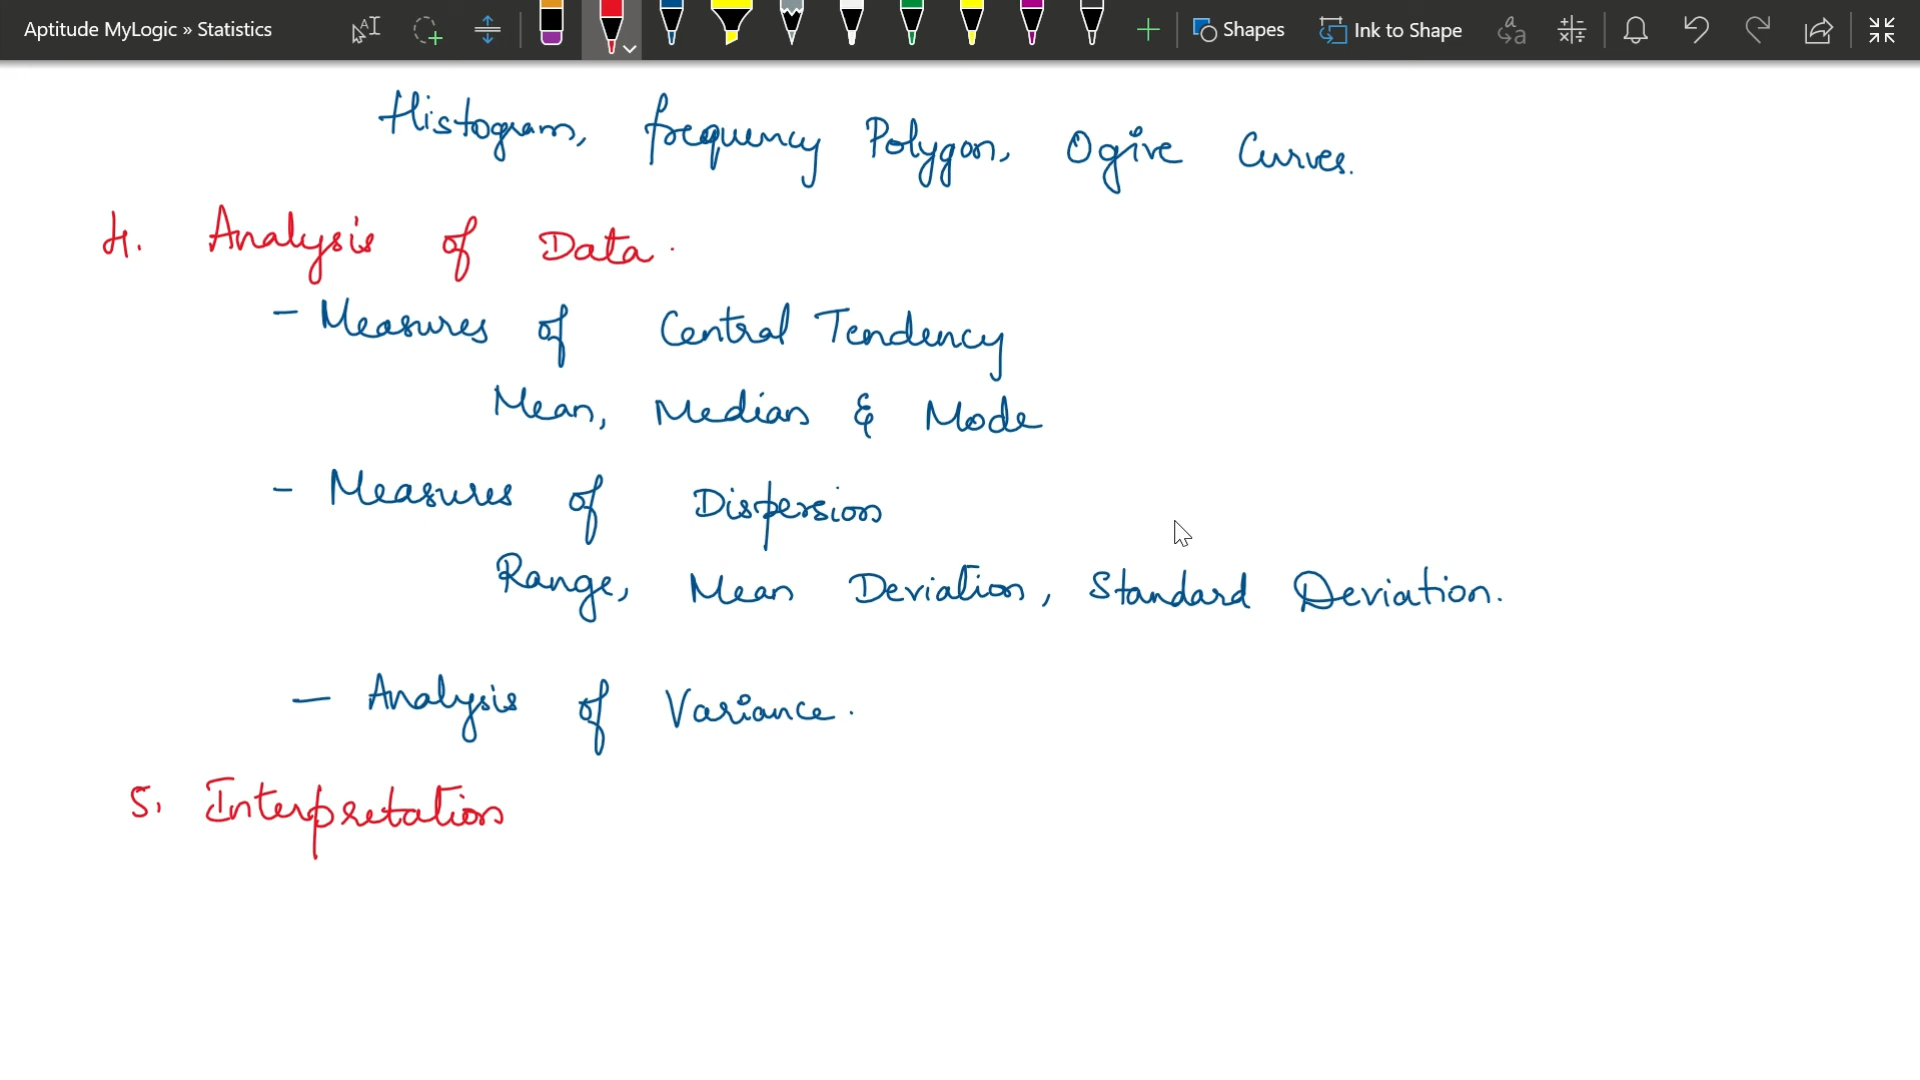 Aptitude MyLogic » Statistics Shapes Ink to Shape
Histogram, frequency Polygon, Ogive Curves.
4. Analysis of Data.
- Measures of Central Tendency
Mean, Median & Mode
- Measures of Dispersion
Range, Mean Deviation, Standard Deviation.
- Analysis of Variance.
5. Interpretation